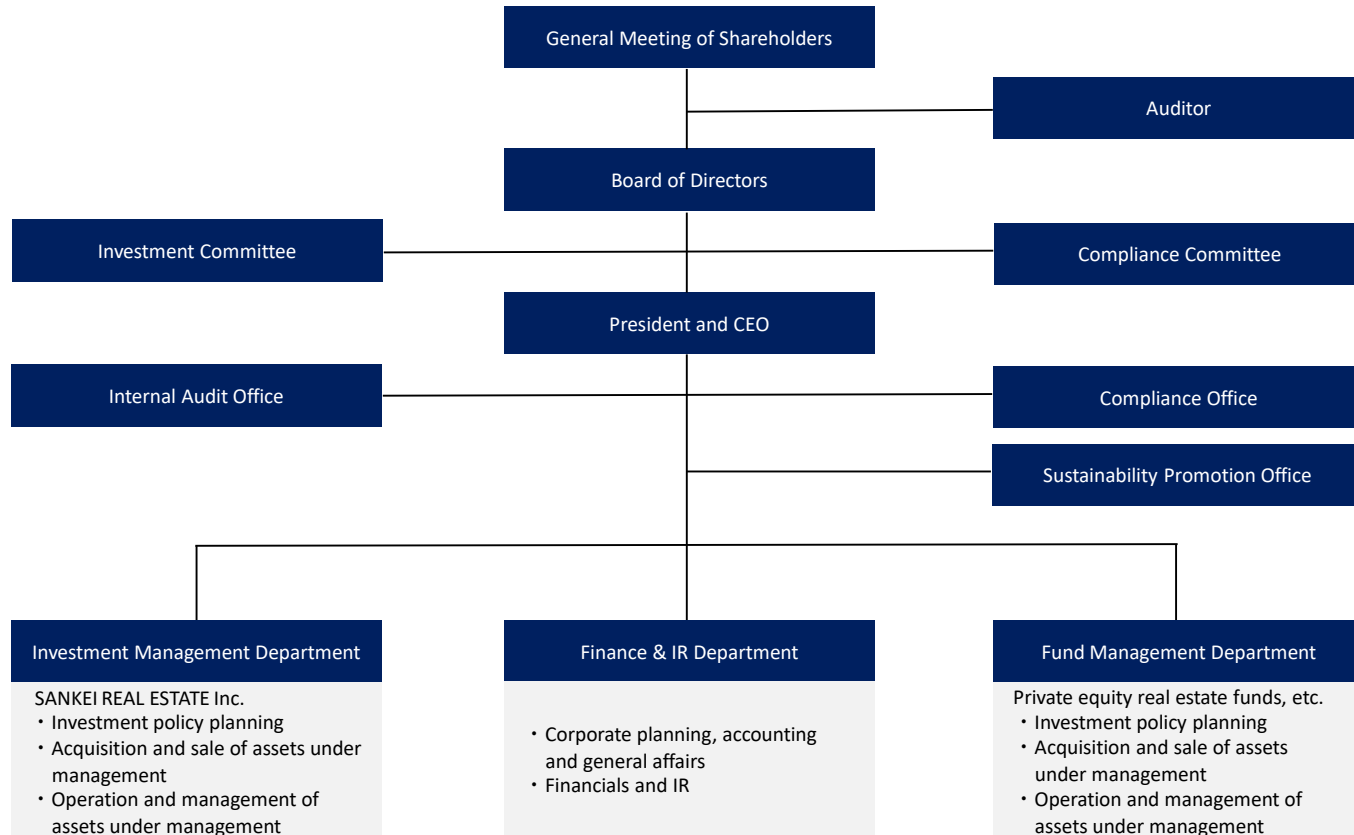 General Meeting of Shareholders
Auditor
Board of Directors
Investment Committee
Compliance Committee
President and CEO
Internal Audit Office
Compliance Office
Sustainability Promotion Office
Investment Management Department
SANKEI REAL ESTATE Inc.
・Investment policy planning
・Acquisition and sale of assets under
management
・Operation and management of
assets under management
Finance & IR Department
・Corporate planning, accounting
and general affairs
・Financials and IR
Fund Management Department
Private equity real estate funds, etc.
・Investment policy planning
・Acquisition and sale of assets
under management
・Operation and management of
assets under management